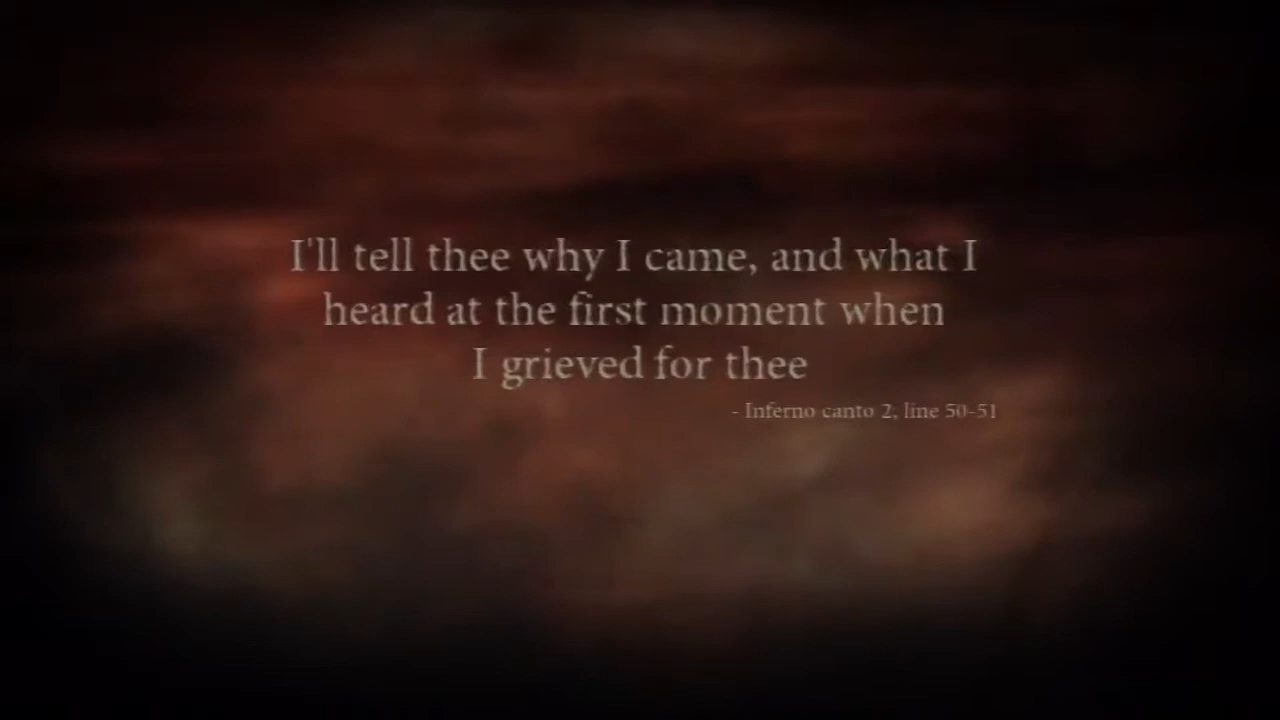 I'll tell thee why I came, and what I
heard at the first moment when
I grieved for thee
- Inferno canto 2, line 50-51